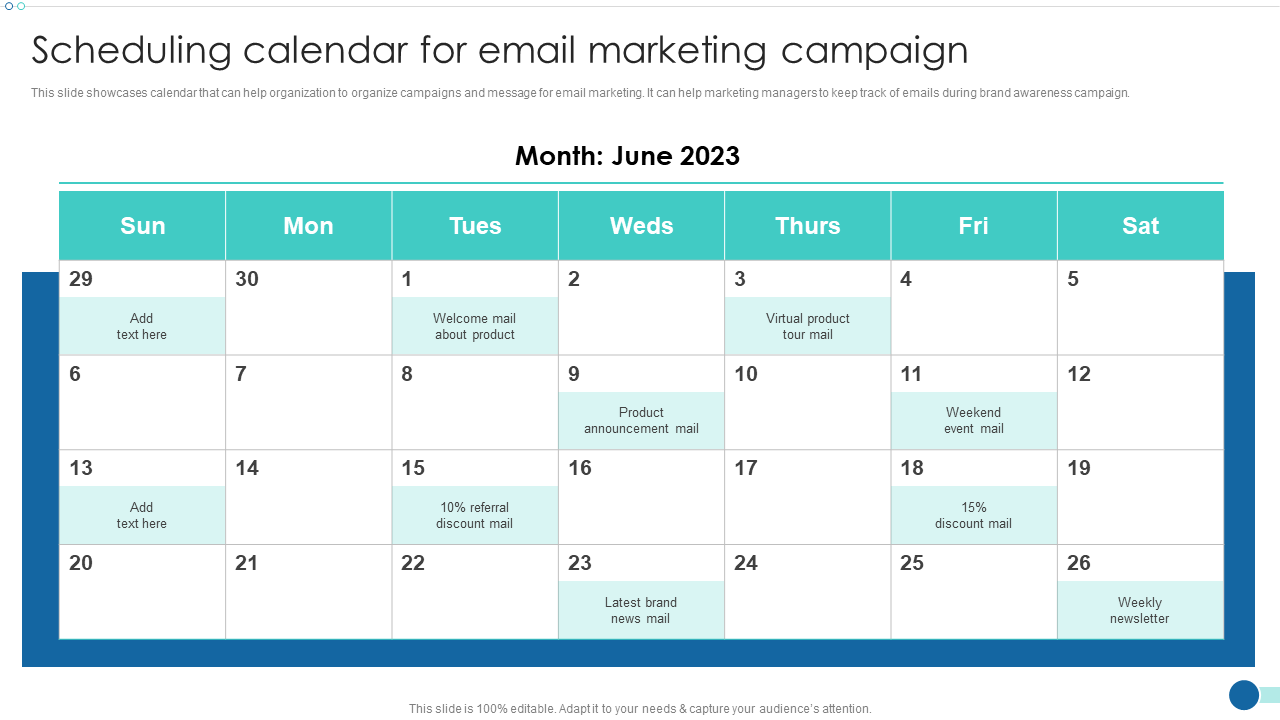 Scheduling calendar for email marketing campaign
This slide showcases calendar that can help organization to organize campaigns and message for email marketing. It can help marketing managers to keep track of emails during brand awareness campaign.
Month: June 2023
Sun Mon Tues Weds Thurs Fri Sat
29 30 1 2 3 4 5
Add
text here
Welcome mail
about product
Virtual product
tour mail
6 7 8 9 10 11 12
Product
announcement mail
Weekend
event mail
13 14 15 16 17 18 19
Add
text here
10% referral
discount mail
15%
discount mail
20 21 22 23 24 25 26
Latest brand
news mail
Weekly
newsletter
This slide is 100% editable. Adapt it to your needs & capture your audience's attention.